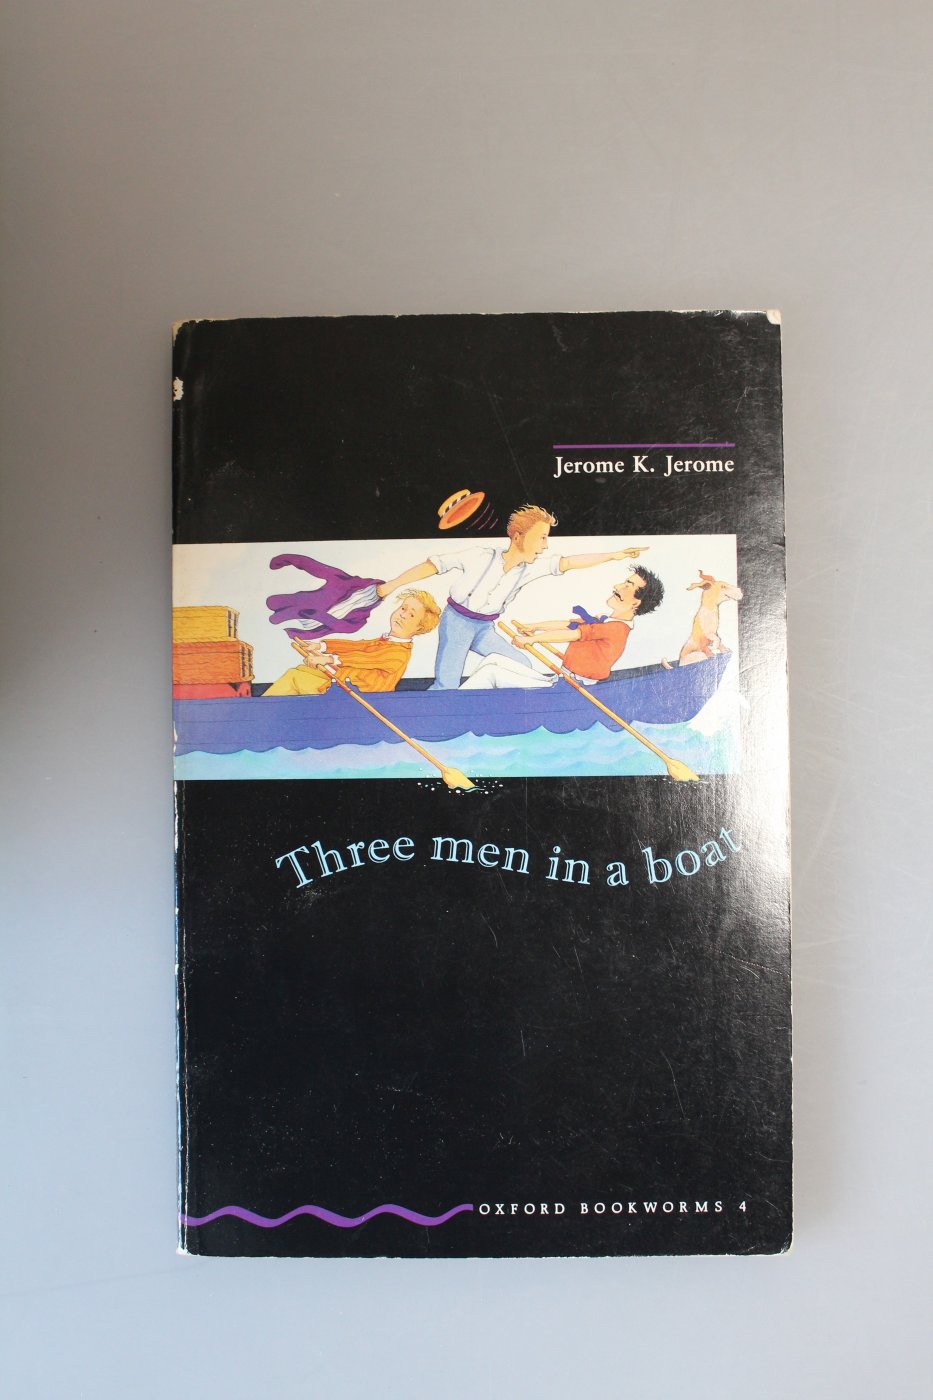 Jerome K. Jerome
Three men in a boat
OXFORD BOOKWORMS 4